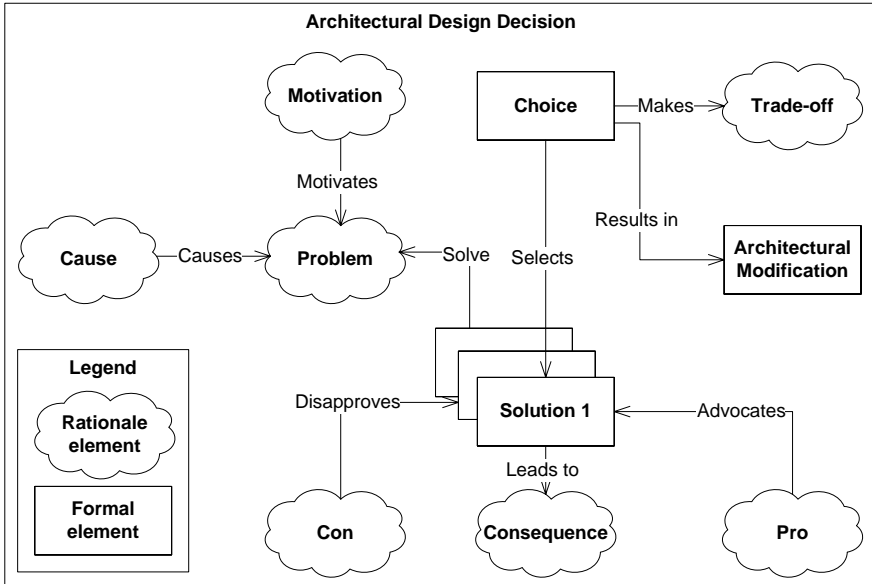 Architectural Design Decision
Motivation
Choice
Makes
Trade-off
Motivates
Results in
Cause
Causes
Problem
Solve
Selects
Architectural
Modification
Legend
Rationale
element
Formal
element
Disapproves
Solution 1
Advocates
Leads to
Con
Consequence
Pro